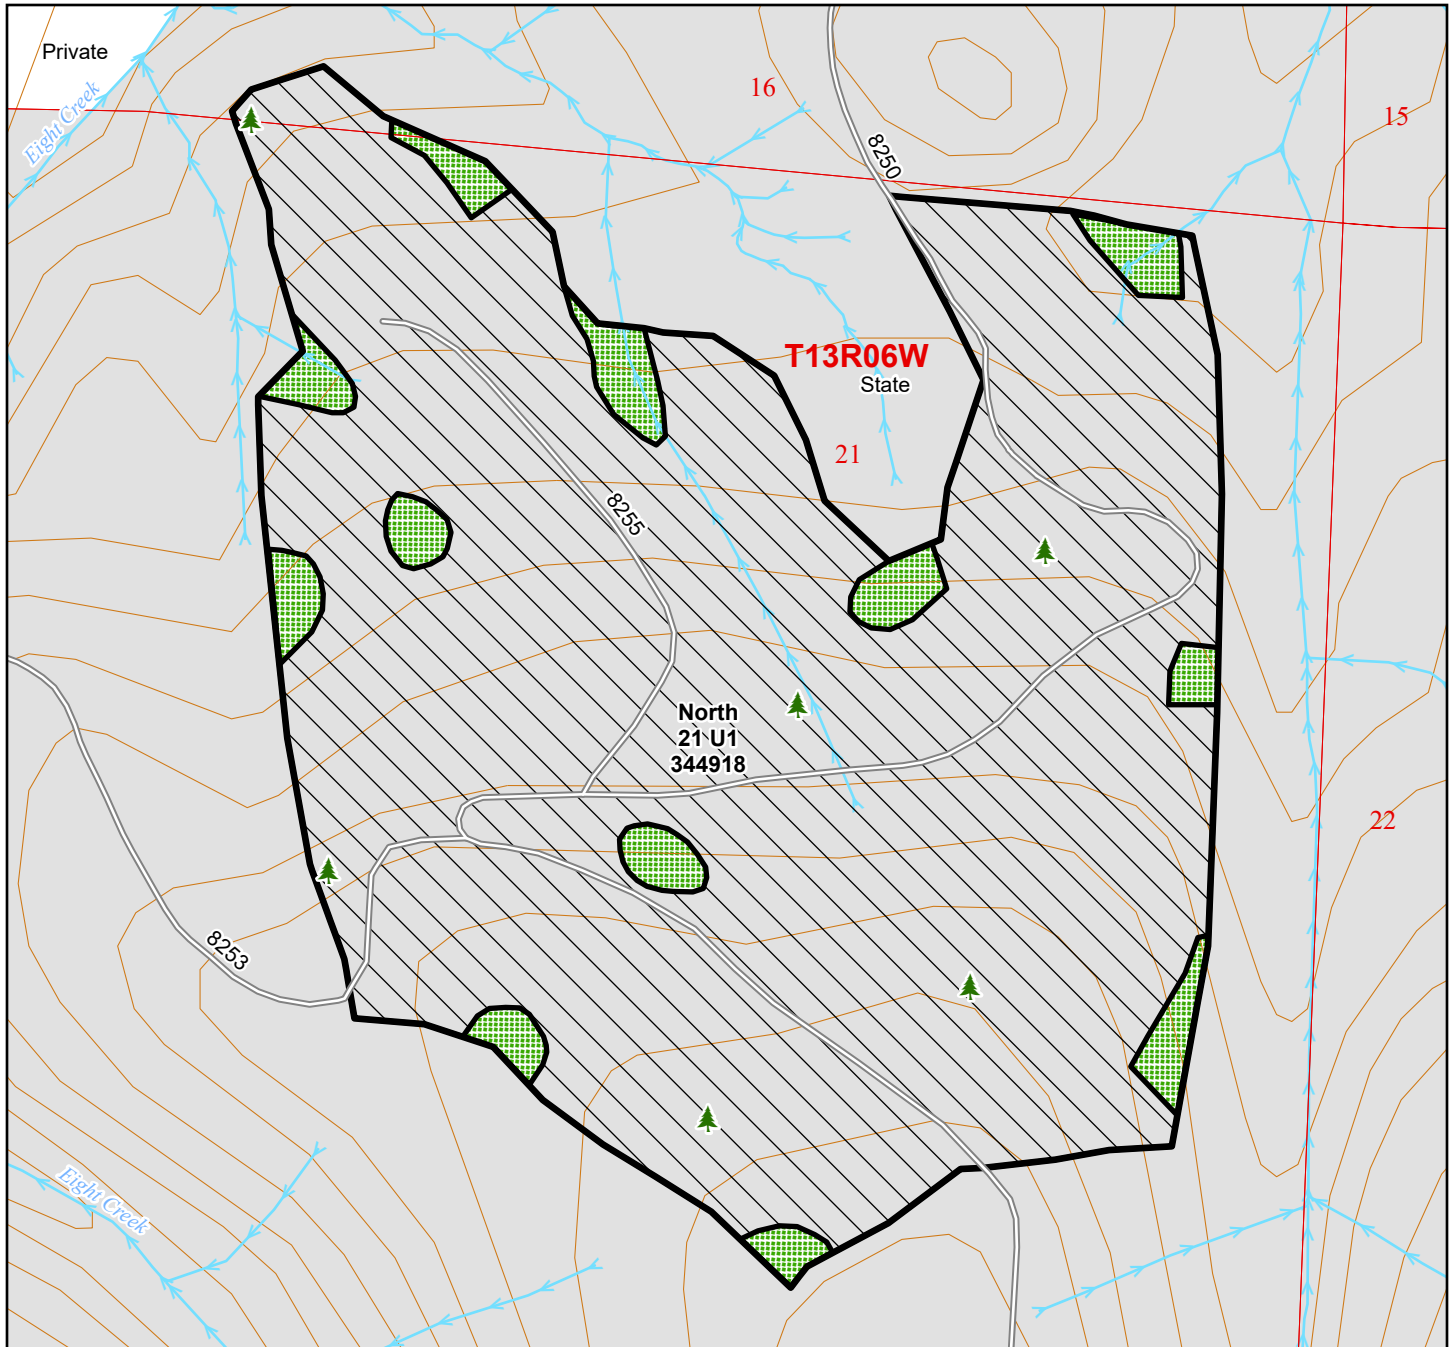 Private
16
15
Eight Creek
8250
T13R06W
State
21
8255
North
21 U1
344918
22
8253
Eight Creek